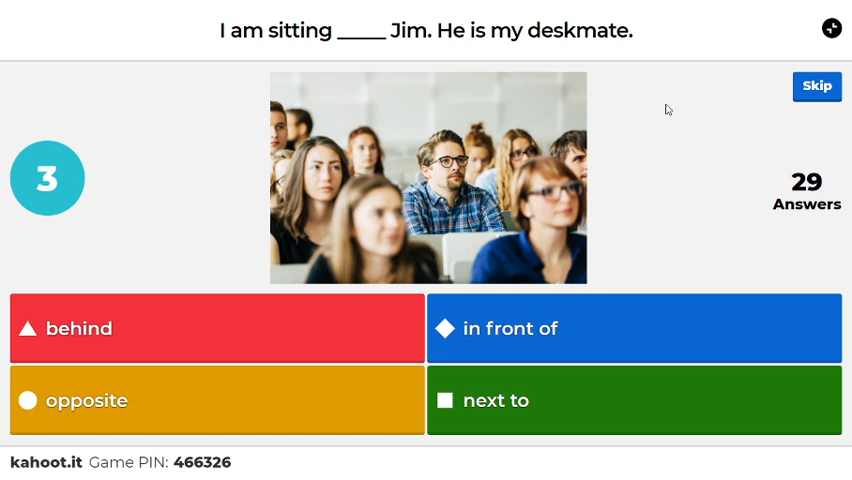 I am sitting _____ Jim. He is my deskmate.
Skip
3
29
Answers
behind
in front of
opposite
next to
kahoot.it Game PIN: 466326